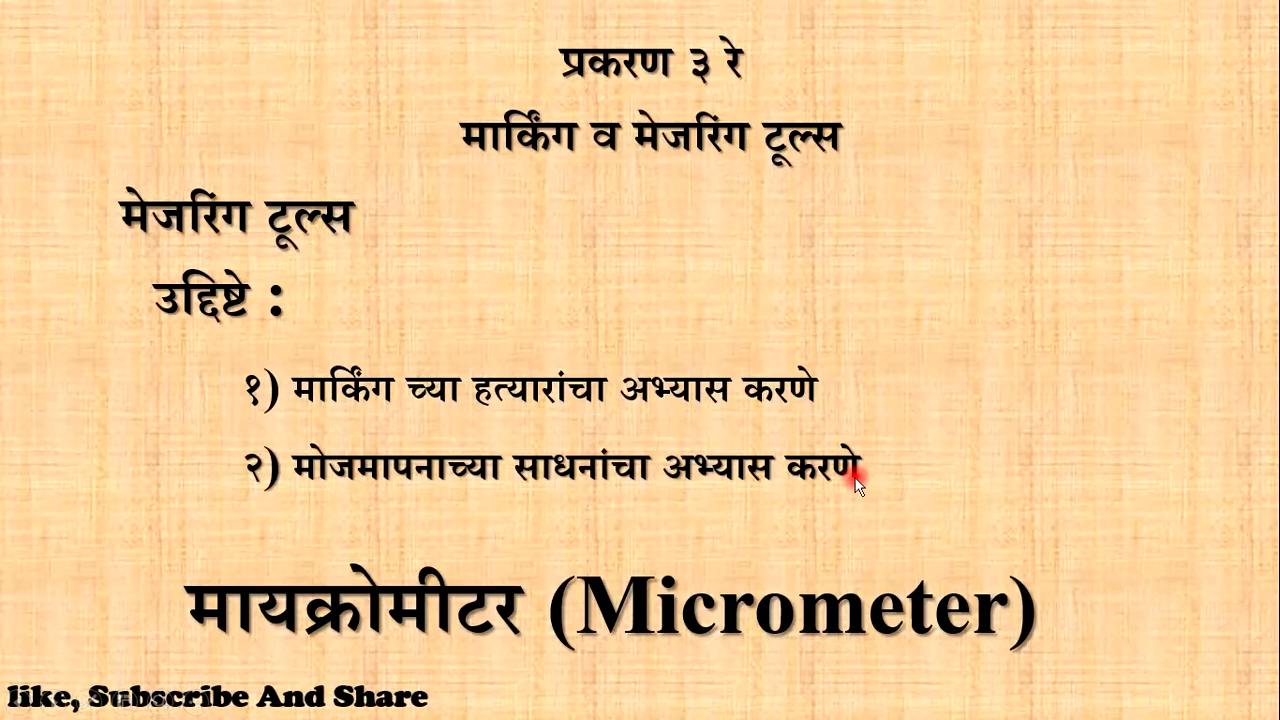 प्रकरण ३ रे
मार्किंग व मेजरिंग टूल्स
मेजरिंग टूल्स
उद्दिष्टे :
१) मार्किंग च्या हत्यारांचा अभ्यास करणे
२) मोजमापनाच्या साधनांचा अभ्यास करणे
मायक्रोमीटर (Micrometer)
like, Subscribe And Share